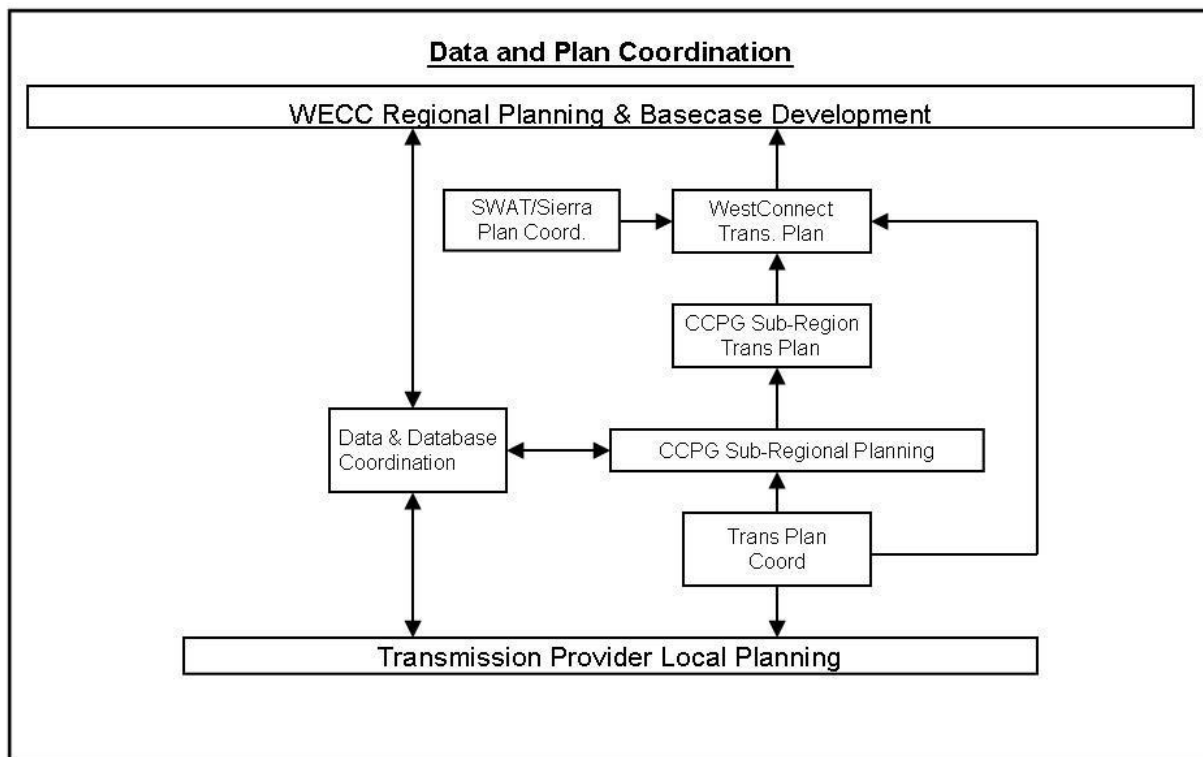 Data and Plan Coordination
WECC Regional Planning & Basecase Development
SWAT/Sierra
Plan Coord.
WestConnect
Trans. Plan
CCPG Sub-Region
Trans Plan
Data & Database
Coordination
CCPG Sub-Regional Planning
Trans Plan
Coord
Transmission Provider Local Planning